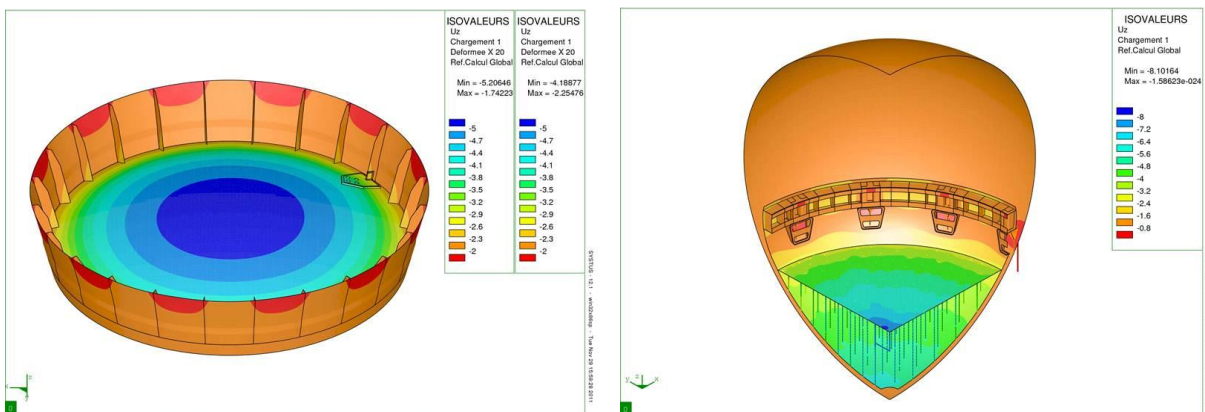 ISOVALEURS
Uz
Chargement 1
Deformee X 20
Ref.Calcul Global
Min = -5.20646
Max = -1.74223
-5
-4.7
-4.4
-4.1
-3.8
-3.5
-3.2
-2.9
-2.6
-2.3
-2
ISOVALEURS
Uz
Chargement 1
Deformee X 20
Ref.Calcul Global
Min = -4.18877
Max = -2.25476
-5
-4.7
-4.4
-4.1
-3.8
-3.5
-3.2
-2.9
-2.6
-2.3
-2
x
z
y
0
ISOVALEURS
Uz
Chargement 1
Ref.Calcul Global
Min = -8.10164
Max = -1.58623e-024
-8
-7.2
-6.4
-5.6
-4.8
-4
-3.2
-2.4
-1.6
-0.8
y
z
x
0